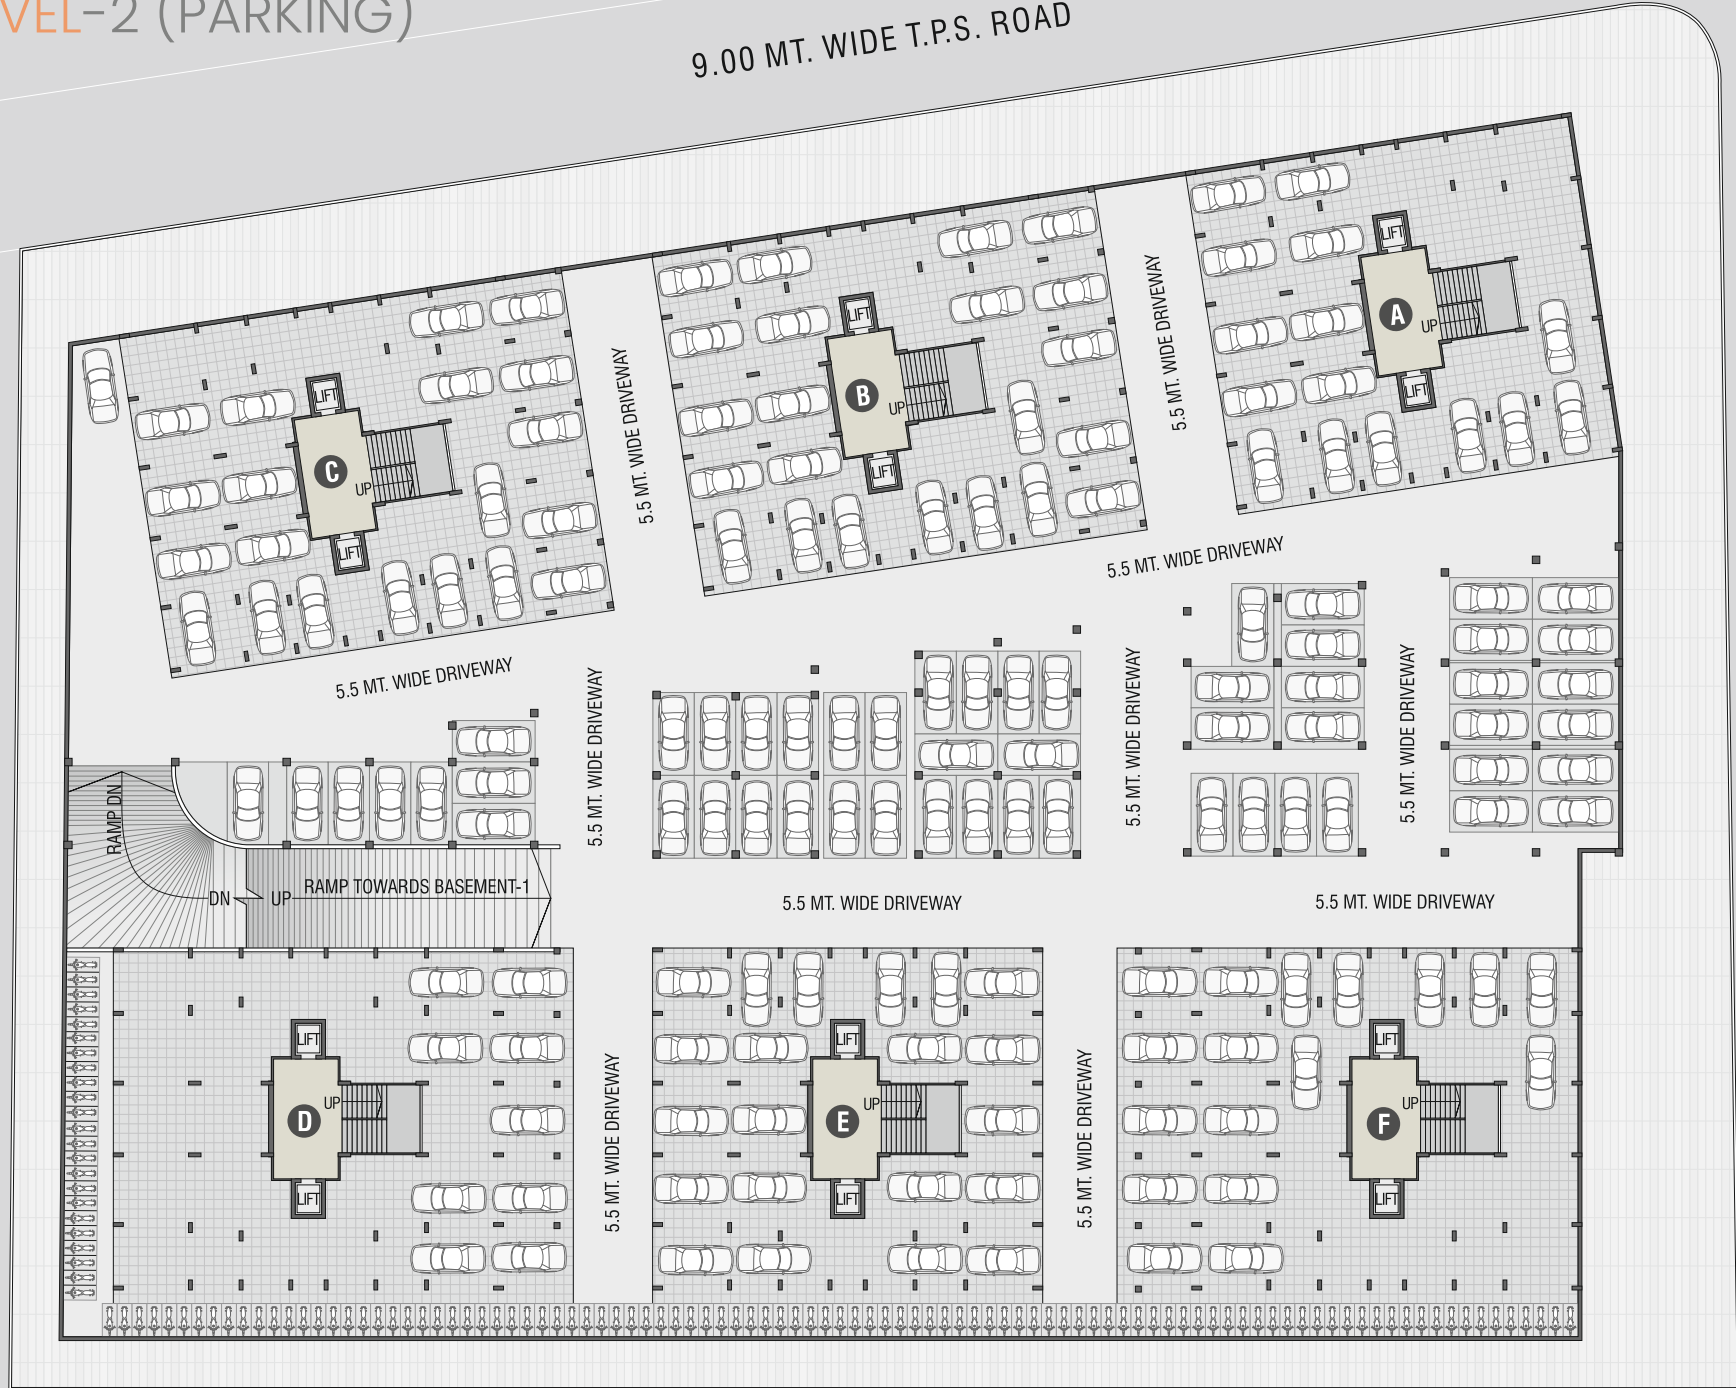 VEL-2 (PARKING)
9.00 MT. WIDE T.P.S. ROAD
LIFT
A
UP
LIFT
5.5 MT. WIDE DRIVEWAY
LIFT
B
UP
LIFT
5.5 MT. WIDE DRIVEWAY
LIFT
C
UP
LIFT
5.5 MT. WIDE DRIVEWAY
5.5 MT. WIDE DRIVEWAY
5.5 MT. WIDE DRIVEWAY
5.5 MT. WIDE DRIVEWAY
5.5 MT. WIDE DRIVEWAY
RAMP DN
DN
UP
RAMP TOWARDS BASEMENT-1
5.5 MT. WIDE DRIVEWAY
5.5 MT. WIDE DRIVEWAY
LIFT
D
UP
LIFT
5.5 MT. WIDE DRIVEWAY
LIFT
E
UP
LIFT
5.5 MT. WIDE DRIVEWAY
LIFT
F
UP
LIFT